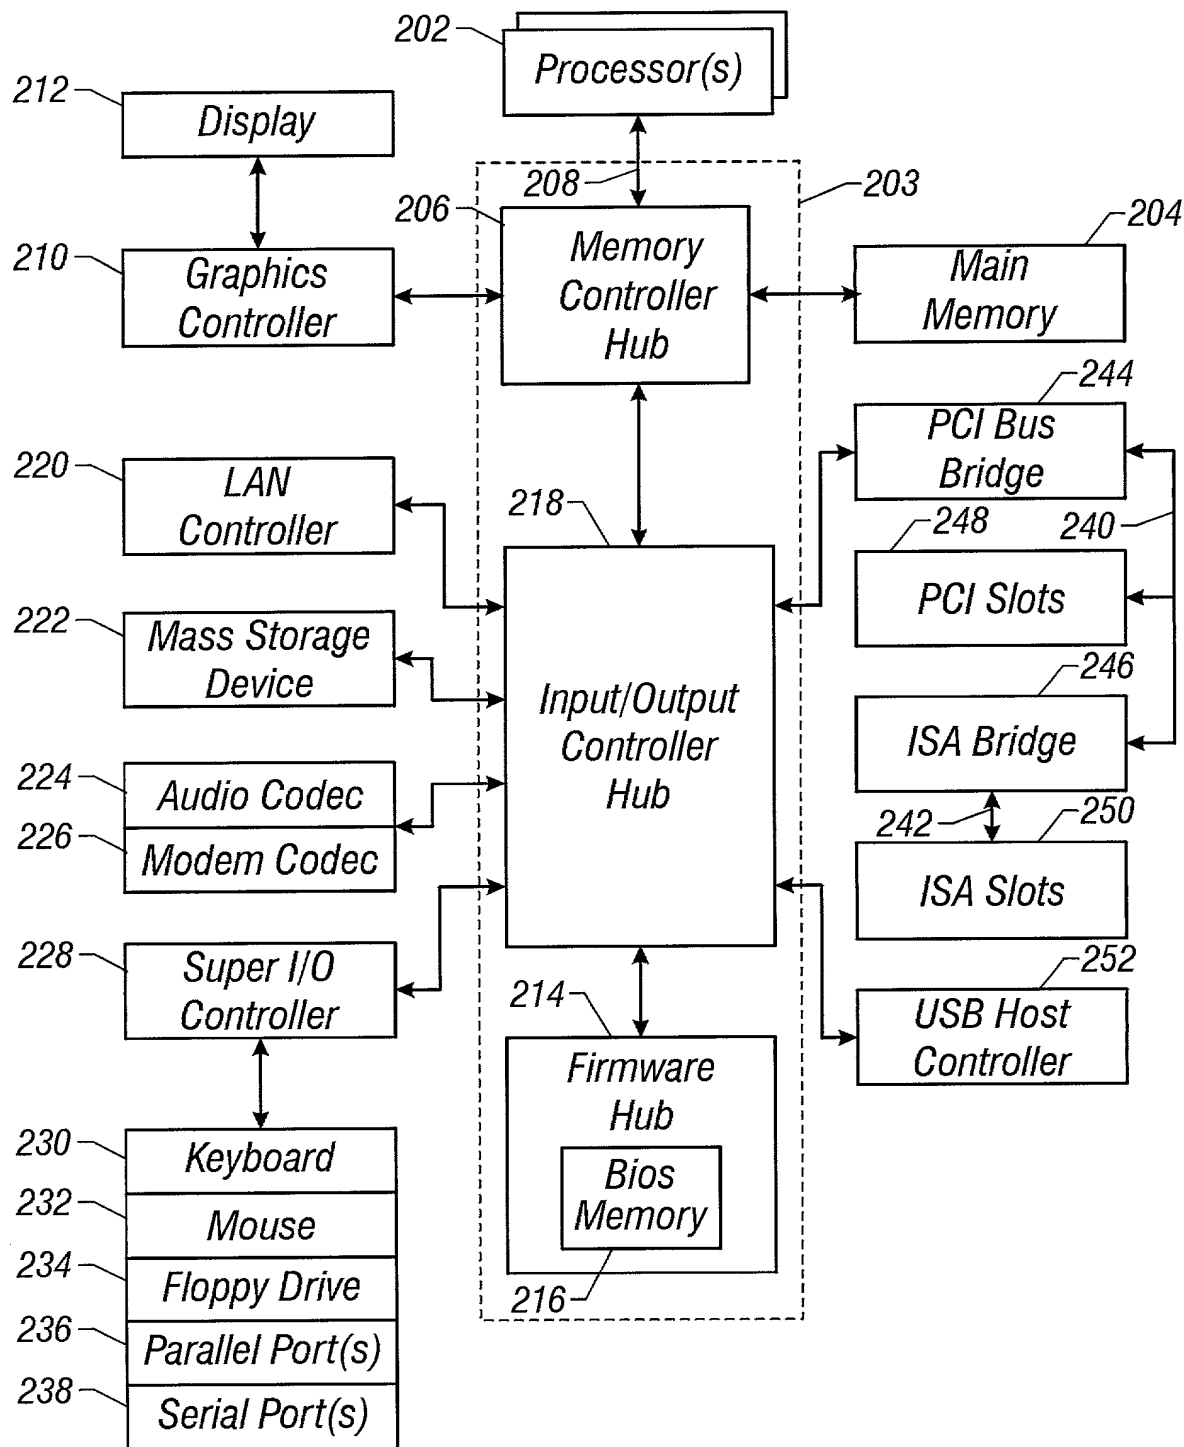 202
Processor(s)
212
Display
208
203
206
Memory
Controller
Hub
204
Main
Memory
210
Graphics
Controller
244
PCI Bus
Bridge
220
LAN
Controller
218
Input/Output
Controller
Hub
248
240
PCI Slots
222
Mass Storage
Device
246
ISA Bridge
224
Audio Codec
226
Modem Codec
242
250
ISA Slots
228
Super I/O
Controller
214
Firmware
Hub
Bios
Memory
216
252
USB Host
Controller
230
Keyboard
232
Mouse
234
Floppy Drive
236
Parallel Port(s)
238
Serial Port(s)